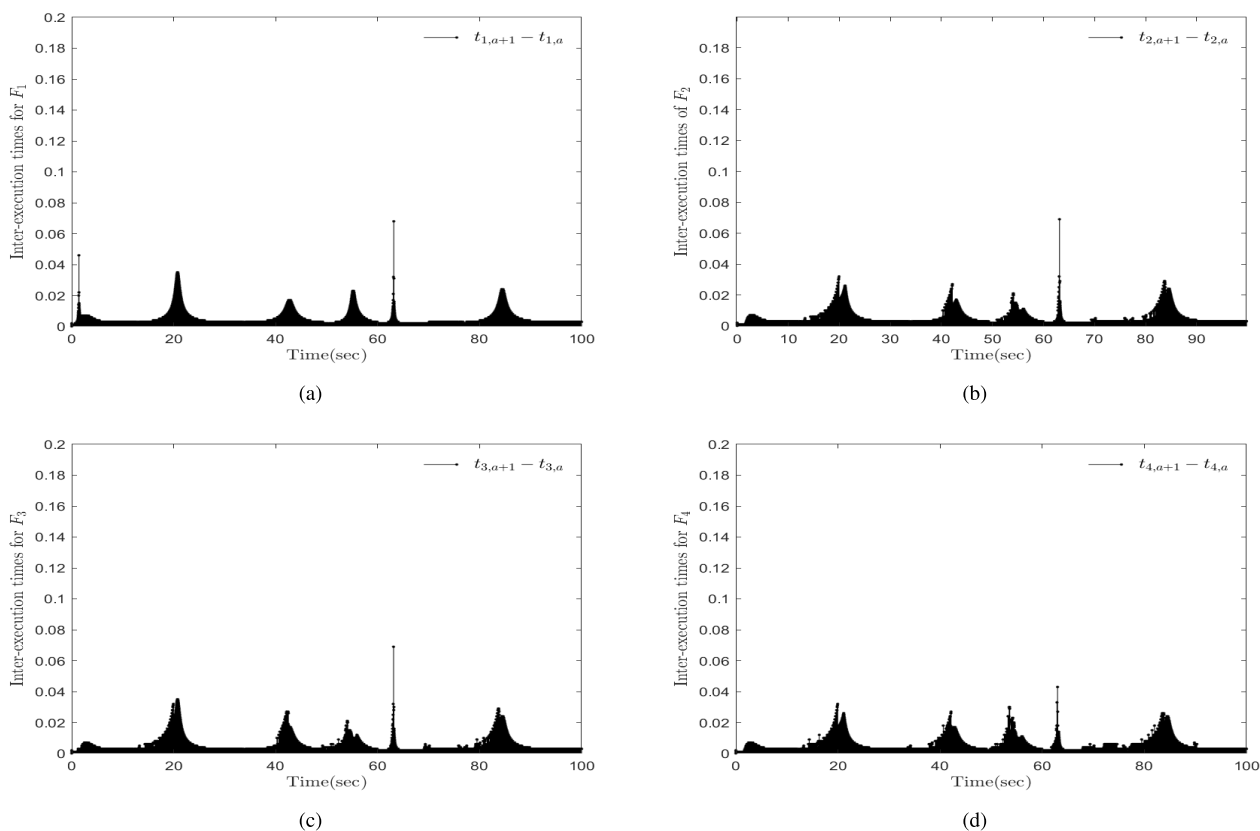 0.2
0.18
0.16
0.14
0.12
0.1
0.08
0.06
0.04
0.02
0
Inter-execution times for F₁
t₁,ₐ₊₁ − t₁,ₐ
0 20 40 60 80 100
Time(sec)
(a)
0.18
0.16
0.14
0.12
0.1
0.08
0.06
0.04
0.02
0
Inter-execution times of F₂
t₂,ₐ₊₁ − t₂,ₐ
0 10 20 30 40 50 60 70 80 90
Time(sec)
(b)
0.2
0.18
0.16
0.14
0.12
0.1
0.08
0.06
0.04
0.02
0
Inter-execution times for F₃
t₃,ₐ₊₁ − t₃,ₐ
0 20 40 60 80 100
Time(sec)
(c)
0.2
0.18
0.16
0.14
0.12
0.1
0.08
0.06
0.04
0.02
0
Inter-execution times for F₄
t₄,ₐ₊₁ − t₄,ₐ
0 20 40 60 80 100
Time(sec)
(d)